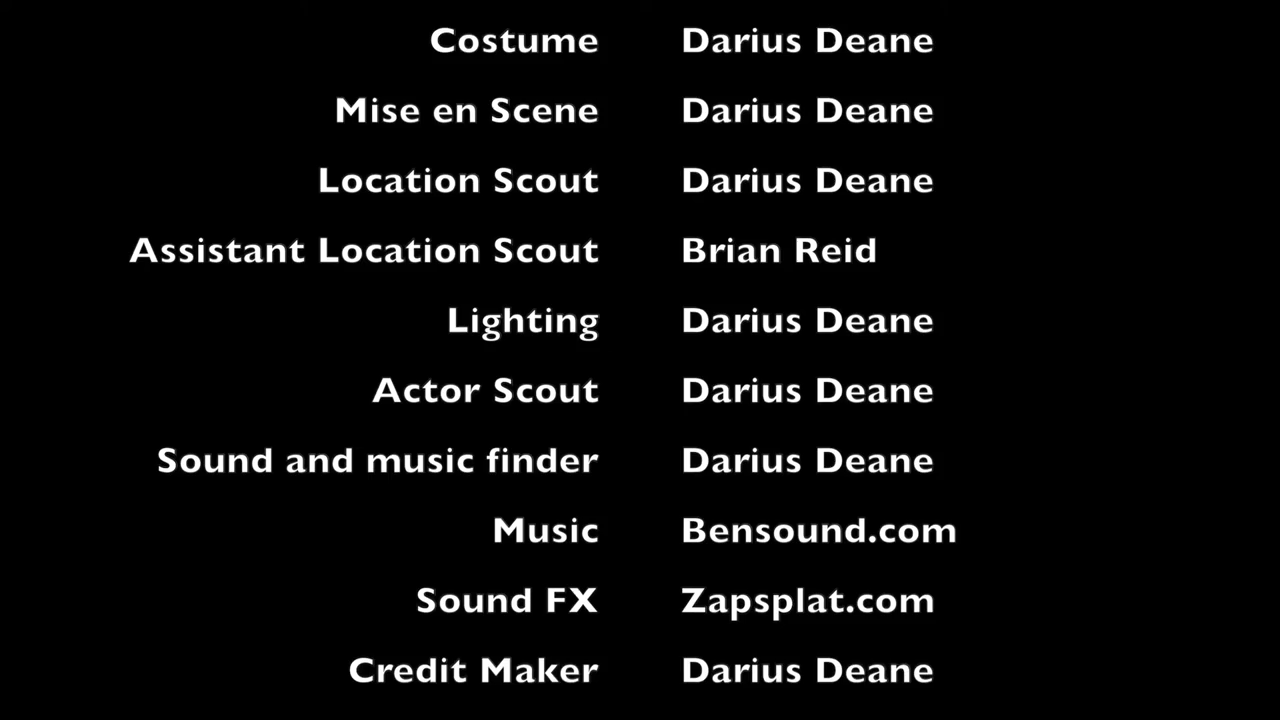 Costume Darius Deane
Mise en Scene Darius Deane
Location Scout Darius Deane
Assistant Location Scout Brian Reid
Lighting Darius Deane
Actor Scout Darius Deane
Sound and music finder Darius Deane
Music Bensound.com
Sound FX Zapsplat.com
Credit Maker Darius Deane